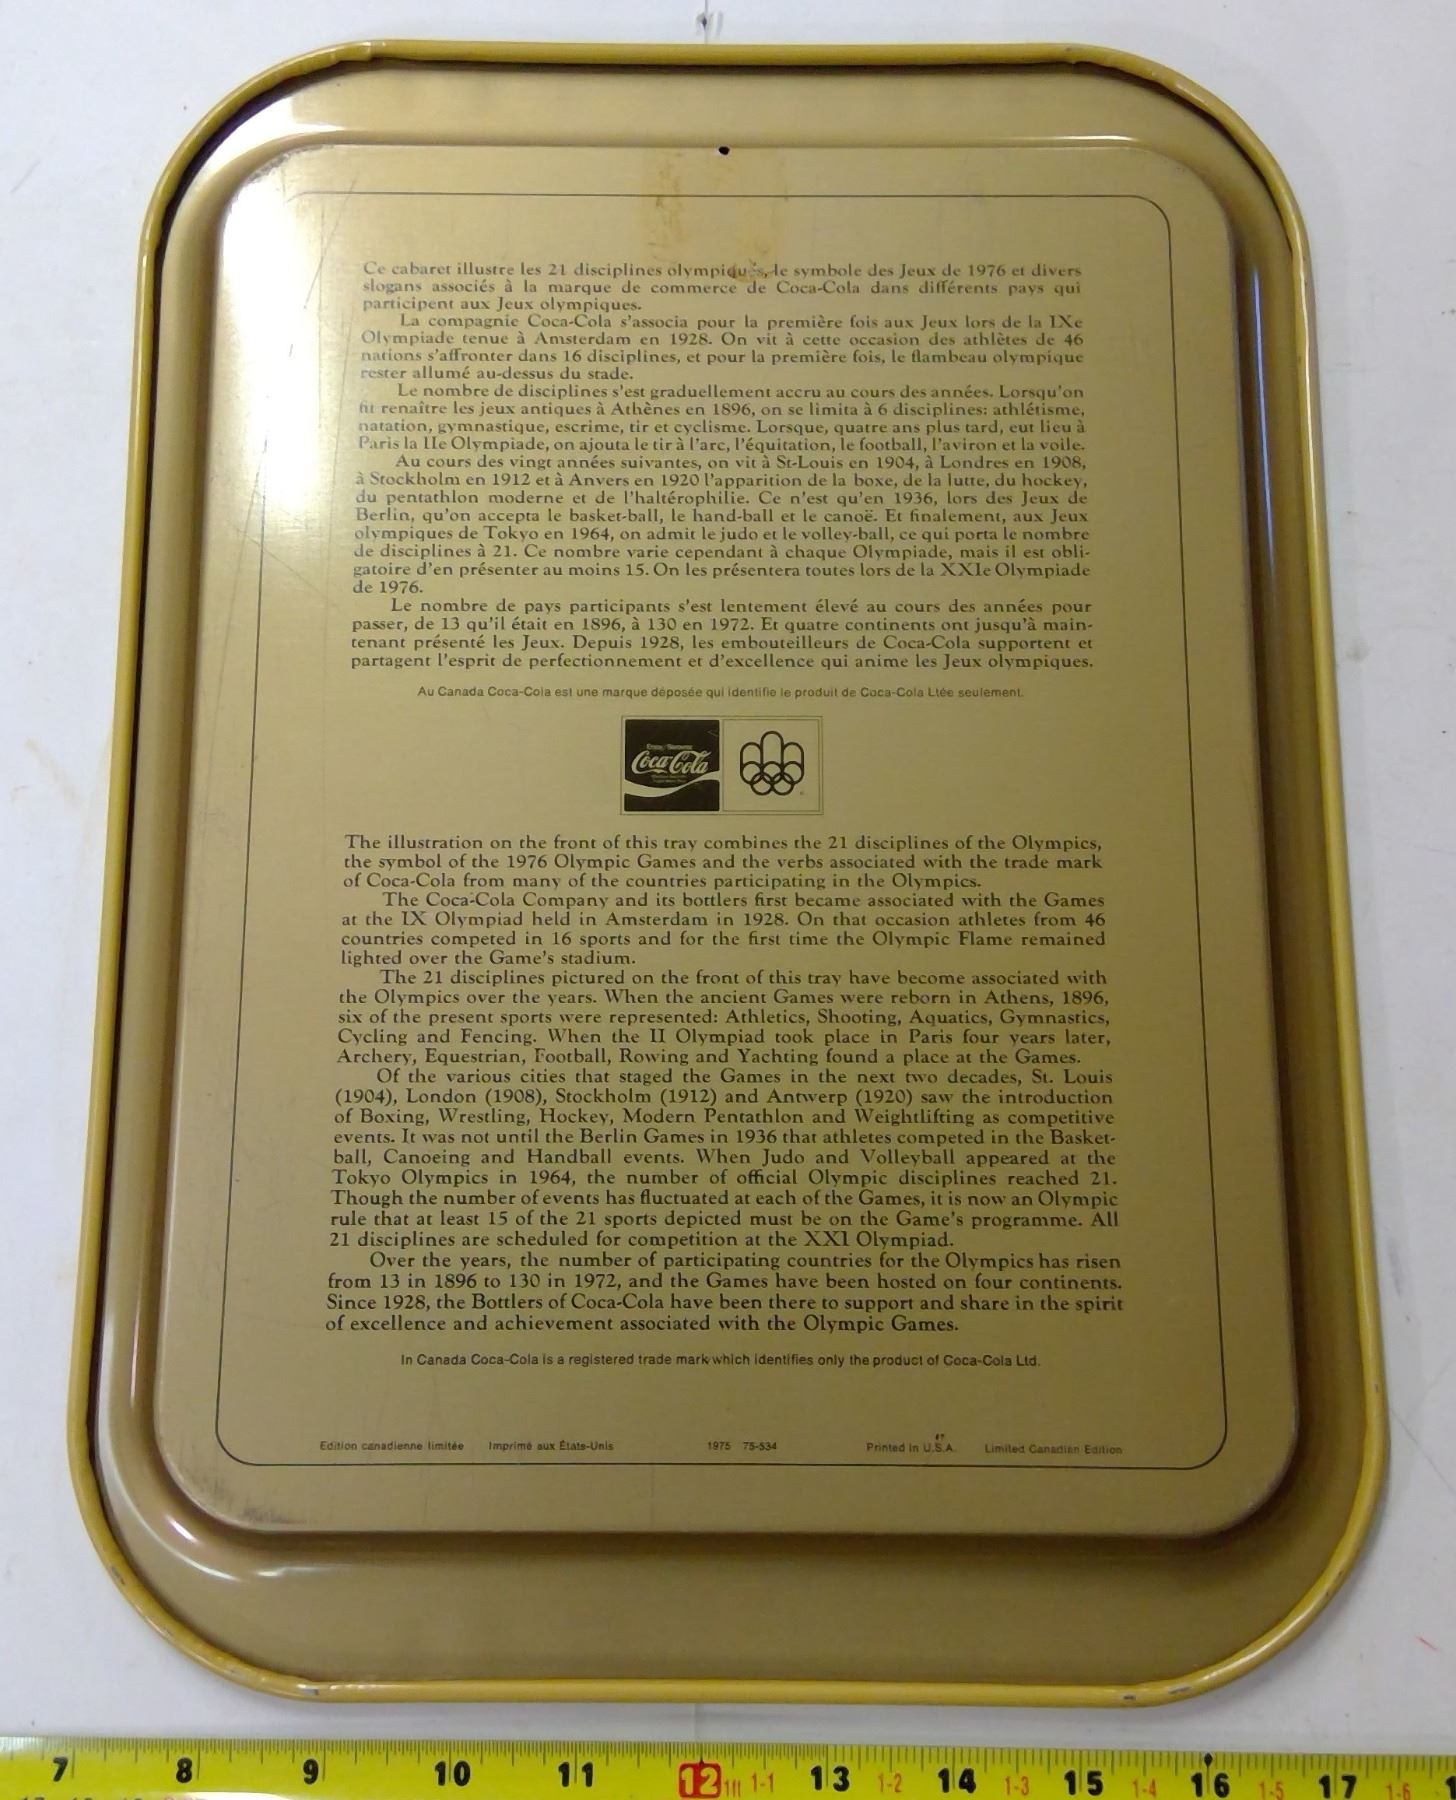 Ce cabaret illustre les 21 disciplines olympiques, le symbole des Jeux de 1976 et divers
slogans associés à la marque de commerce de Coca-Cola dans différents pays qui
participent aux Jeux olympiques.
La compagnie Coca-Cola s'associa pour la première fois aux Jeux lors de la IXe
Olympiade tenue à Amsterdam en 1928. On vit à cette occasion des athlètes de 46
nations s'affronter dans 16 disciplines, et pour la première fois, le flambeau olympique
rester allumé au-dessus du stade.
Le nombre de disciplines s'est graduellement accru au cours des années. Lorsqu'on
fit renaître les jeux antiques à Athènes en 1896, on se limita à 6 disciplines: athlétisme,
natation, gymnastique, escrime, tir et cyclisme. Lorsque, quatre ans plus tard, eut lieu à
Paris la IIe Olympiade, on ajouta le tir à l'arc, l'équitation, le football, l'aviron et la voile.
Au cours des vingt années suivantes, on vit à St-Louis en 1904, à Londres en 1908,
à Stockholm en 1912 et à Anvers en 1920 l'apparition de la boxe, de la lutte, du hockey,
du pentathlon moderne et de l'haltérophilie. Ce n'est qu'en 1936, lors des Jeux de
Berlin, qu'on accepta le basket-ball, le hand-ball et le canoë. Et finalement, aux Jeux
olympiques de Tokyo en 1964, on admit le judo et le volley-ball, ce qui porta le nombre
de disciplines à 21. Ce nombre varie cependant à chaque Olympiade, mais il est obli-
gatoire d'en présenter au moins 15. On les présentera toutes lors de la XXIe Olympiade
de 1976.
Le nombre de pays participants s'est lentement élevé au cours des années pour
passer, de 13 qu'il était en 1896, à 130 en 1972. Et quatre continents ont jusqu'à main-
tenant présenté les Jeux. Depuis 1928, les embouteilleurs de Coca-Cola supportent et
partagent l'esprit de perfectionnement et d'excellence qui anime les Jeux olympiques.
Au Canada Coca-Cola est une marque déposée qui identifie le produit de Coca-Cola Ltée seulement.
Coca-Cola
The illustration on the front of this tray combines the 21 disciplines of the Olympics,
the symbol of the 1976 Olympic Games and the verbs associated with the trade mark
of Coca-Cola from many of the countries participating in the Olympics.
The Coca-Cola Company and its bottlers first became associated with the Games
at the IX Olympiad held in Amsterdam in 1928. On that occasion athletes from 46
countries competed in 16 sports and for the first time the Olympic Flame remained
lighted over the Game's stadium.
The 21 disciplines pictured on the front of this tray have become associated with
the Olympics over the years. When the ancient Games were reborn in Athens, 1896,
six of the present sports were represented: Athletics, Shooting, Aquatics, Gymnastics,
Cycling and Fencing. When the II Olympiad took place in Paris four years later,
Archery, Equestrian, Football, Rowing and Yachting found a place at the Games.
Of the various cities that staged the Games in the next two decades, St. Louis
(1904), London (1908), Stockholm (1912) and Antwerp (1920) saw the introduction
of Boxing, Wrestling, Hockey, Modern Pentathlon and Weightlifting as competitive
events. It was not until the Berlin Games in 1936 that athletes competed in the Basket-
ball, Canoeing and Handball events. When Judo and Volleyball appeared at the
Tokyo Olympics in 1964, the number of official Olympic disciplines reached 21.
Though the number of events has fluctuated at each of the Games, it is now an Olympic
rule that at least 15 of the 21 sports depicted must be on the Game's programme. All
21 disciplines are scheduled for competition at the XXI Olympiad.
Over the years, the number of participating countries for the Olympics has risen
from 13 in 1896 to 130 in 1972, and the Games have been hosted on four continents.
Since 1928, the Bottlers of Coca-Cola have been there to support and share in the spirit
of excellence and achievement associated with the Olympic Games.
In Canada Coca-Cola is a registered trade mark which identifies only the product of Coca-Cola Ltd.
Edition canadienne limitée Imprimé aux États-Unis 1975 75-534 Printed in U.S.A. Limited Canadian Edition
7 8 9 10 11 12 1ft 1-1 13 1-2 14 1-3 15 1-4 16 1-5 17 1-6